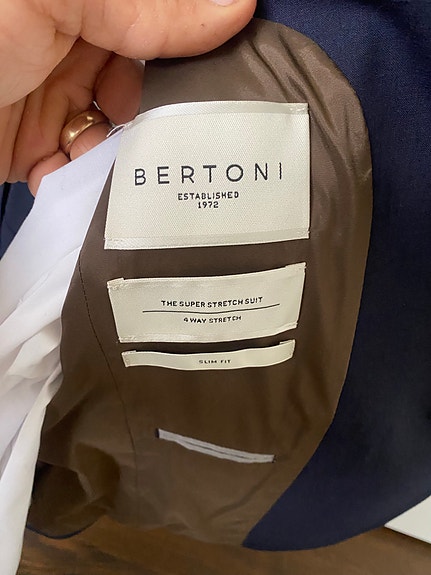 BERTONI
ESTABLISHED
1972
THE SUPER STRETCH SUIT
4 WAY STRETCH
SLIM FIT